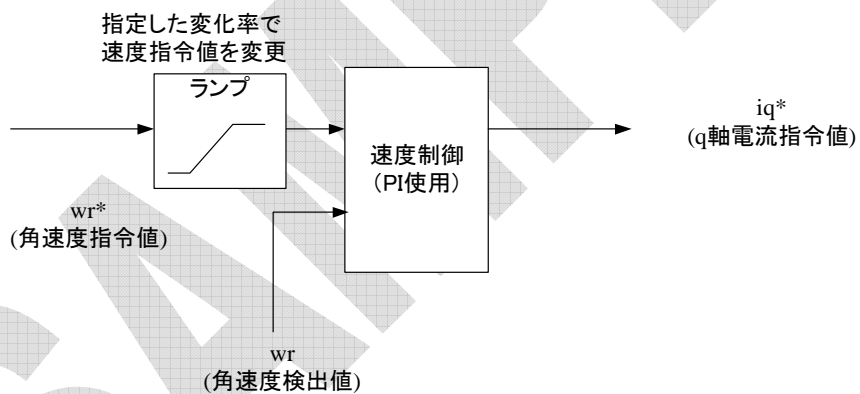 指定した変化率で
速度指令値を変更
ランプ
速度制御
（PI使用）
iq*
(q軸電流指令値)
wr*
(角速度指令値)
wr
(角速度検出値)